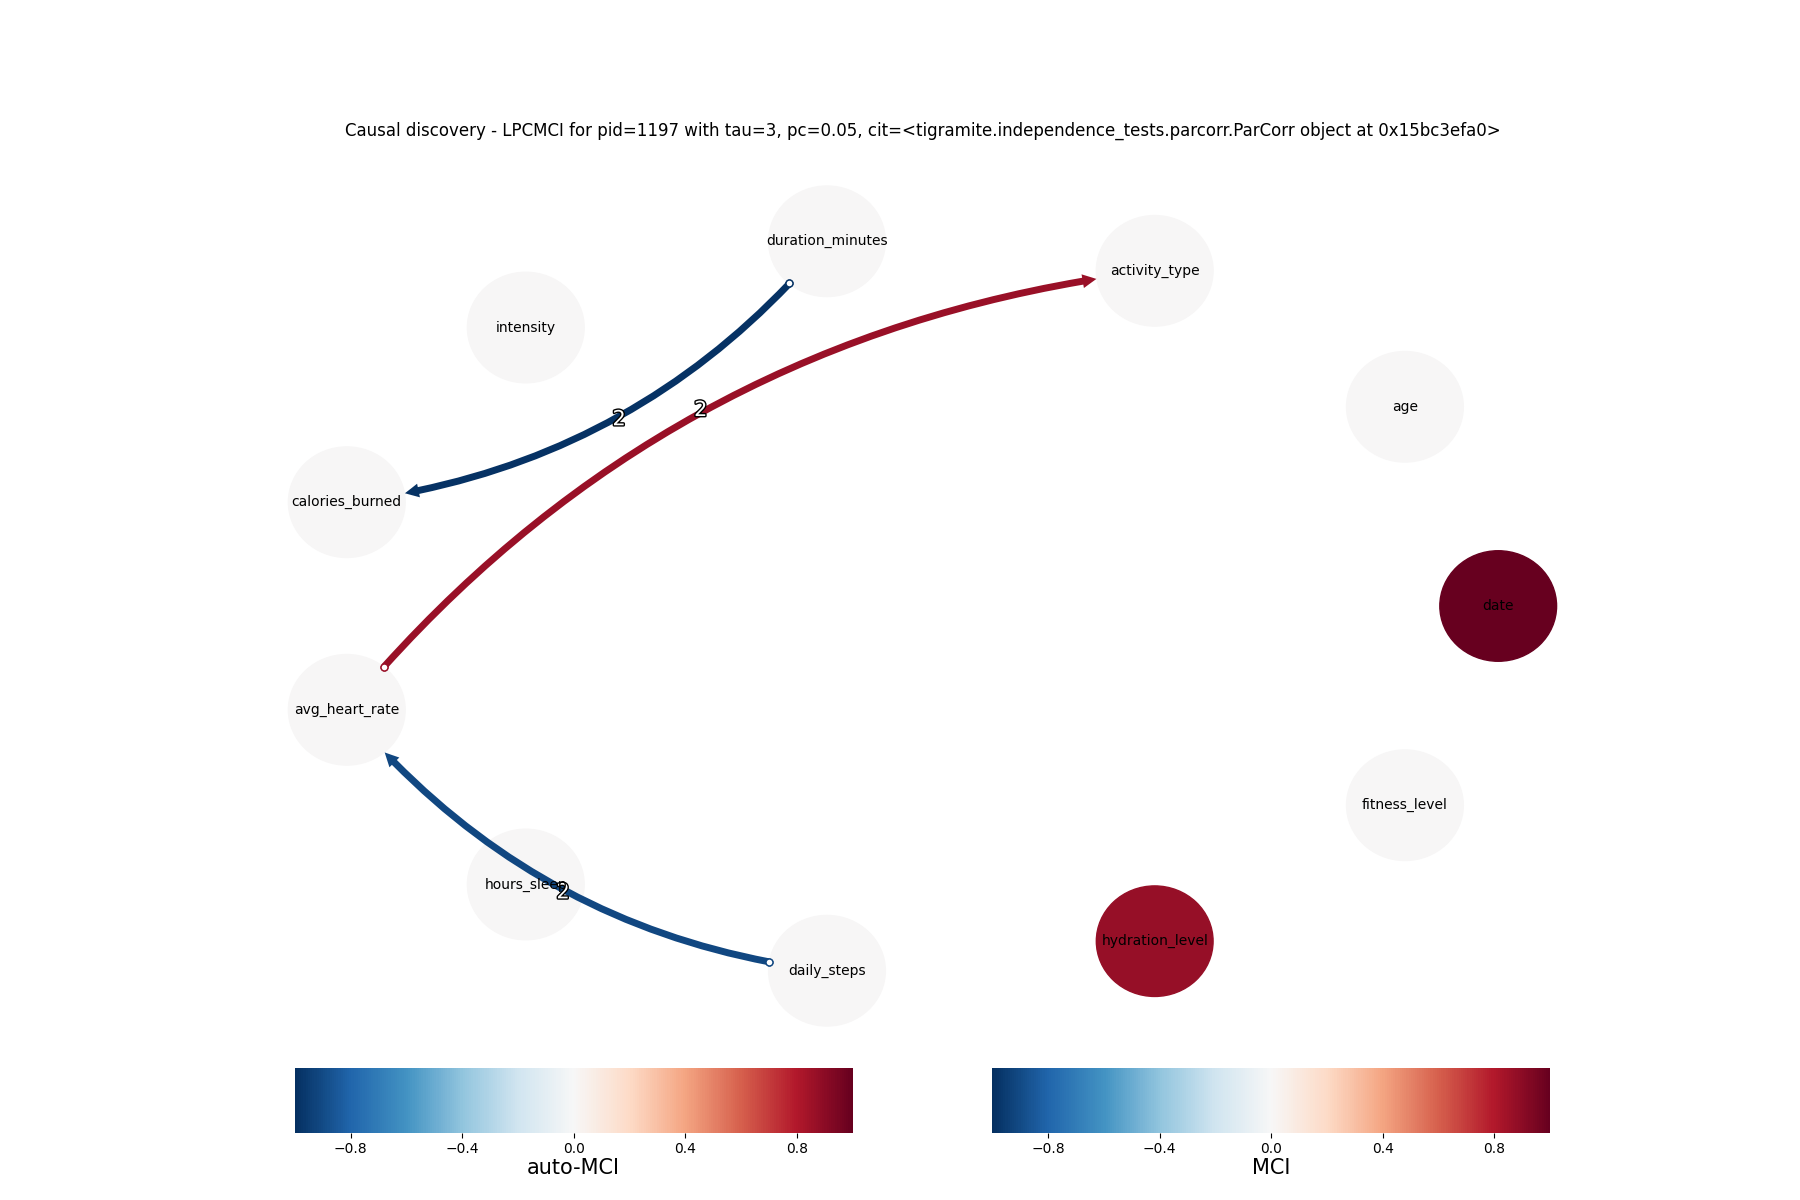 Causal discovery - LPCMCI for pid=1197 with tau=3, pc=0.05, cit=<tigramite.independence_tests.parcorr.ParCorr object at 0x15bc3efa0>
duration_minutes
activity_type
intensity
age
2
2
calories_burned
date
avg_heart_rate
fitness_level
hours_sleep
2
hydration_level
daily_steps
−0.8 −0.4 0.0 0.4 0.8
auto-MCI
−0.8 −0.4 0.0 0.4 0.8
MCI